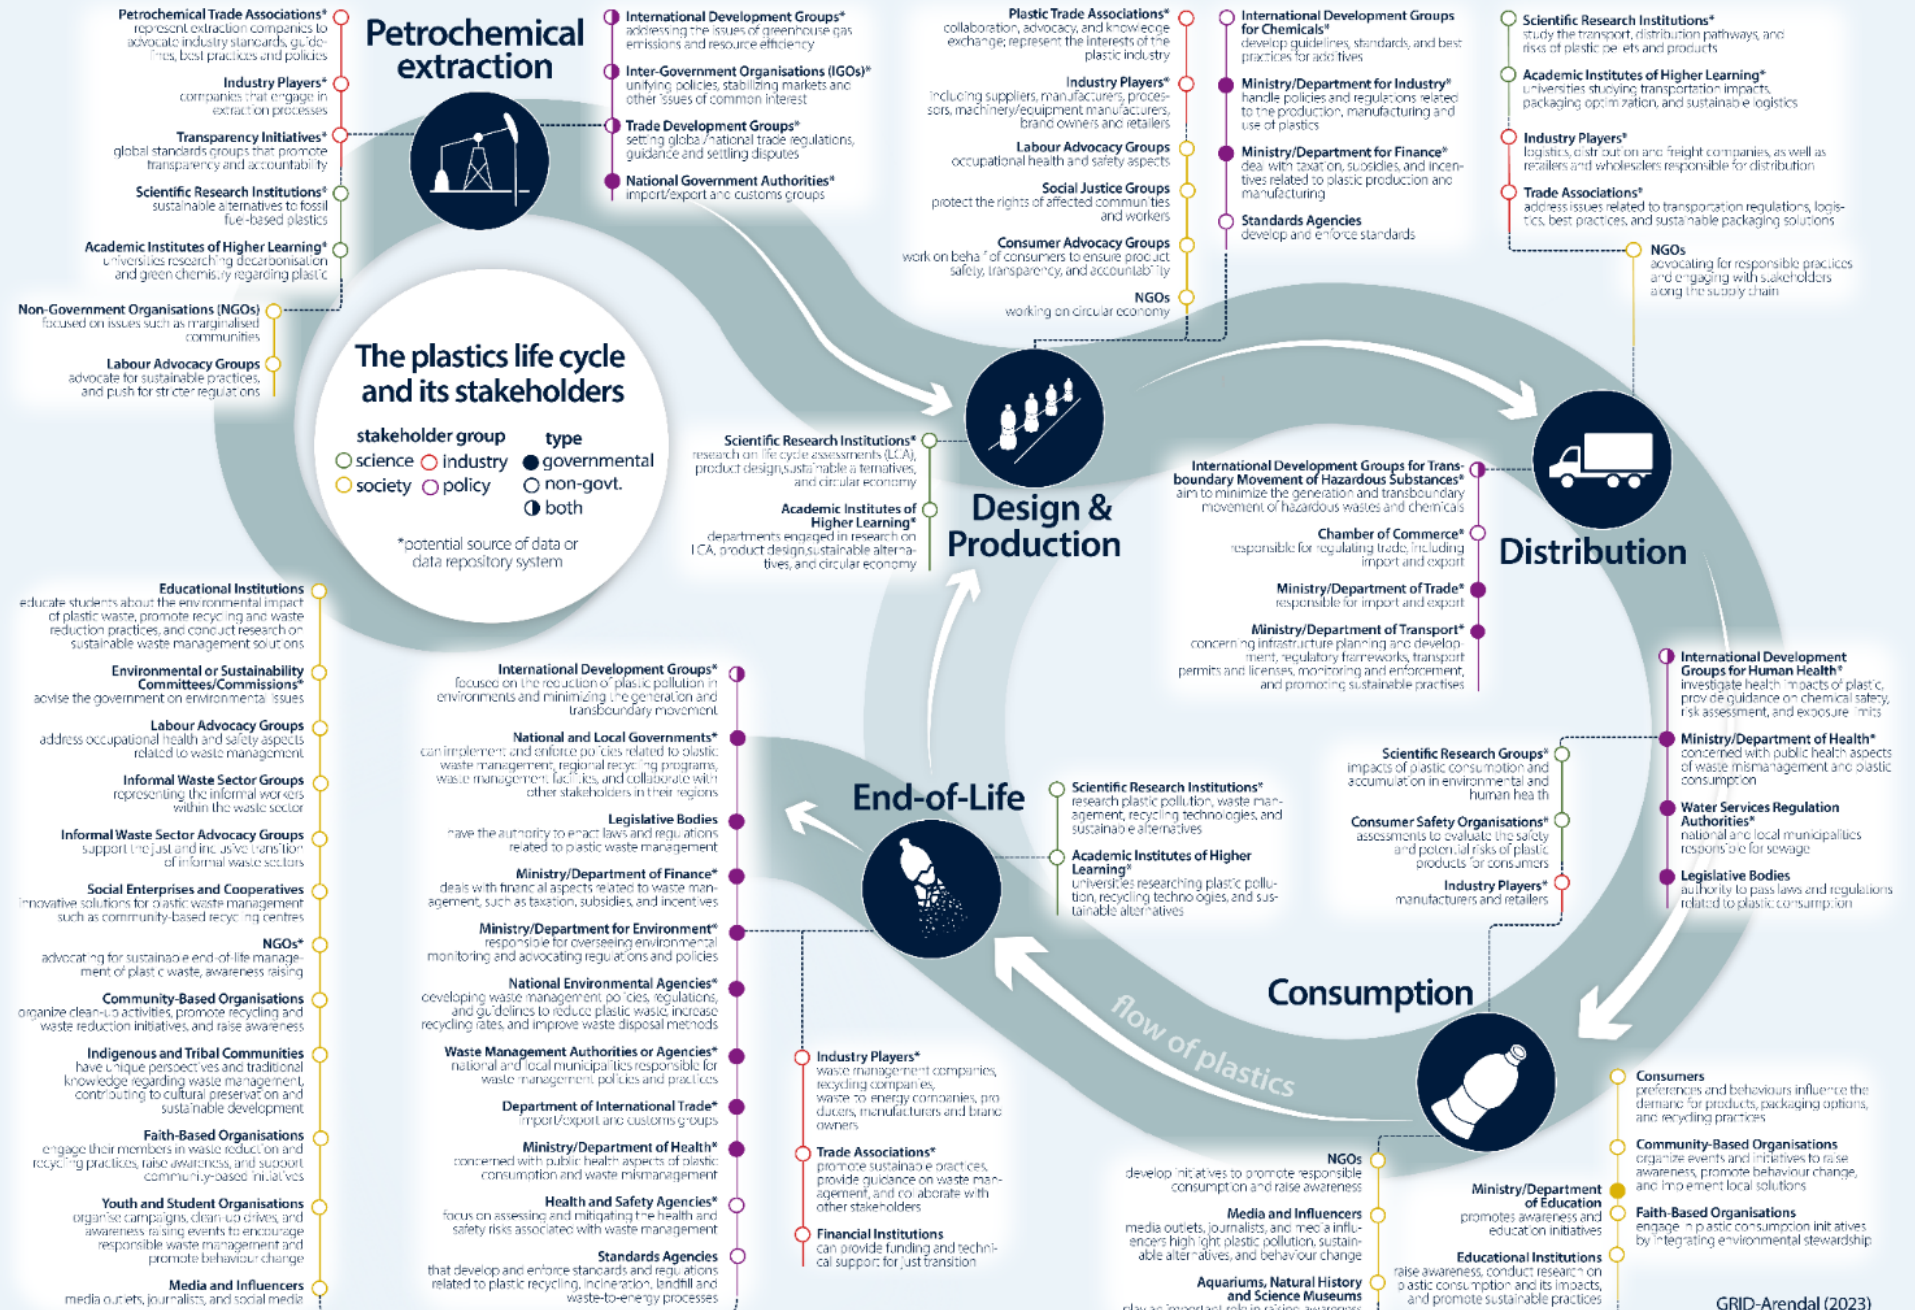 Petrochemical Trade Associations*
represent extraction companies to
advocate industry standards, guide-
lines, best practices and policies
Industry Players*
companies that engage in
extraction processes
Transparency Initiatives*
global standards groups that promote
transparency and accountability
Scientific Research Institutions*
sustainable alternatives to fossil
fuel-based plastics
Academic Institutes of Higher Learning*
universities researching decarbonisation
and green chemistry regarding plastic
Non-Government Organisations (NGOs)
focused on issues such as marginalised
communities
Labour Advocacy Groups
advocate for sustainable practices,
and push for stricter regulations
Petrochemical
extraction
International Development Groups*
addressing the issues of greenhouse gas
emissions and resource efficiency
Inter-Government Organisations (IGOs)*
unifying policies, stabilizing markets and
other issues of common interest
Trade Development Groups*
setting global/national trade regulations,
guidance and settling disputes
National Government Authorities*
import/export and customs groups
The plastics life cycle
and its stakeholders
stakeholder group
type
science
industry
society
policy
governmental
non-govt.
both
*potential source of data or
data repository system
Plastic Trade Associations*
collaboration, advocacy, and knowledge
exchange; represent the interests of the
plastic industry
Industry Players*
including suppliers, manufacturers, proces-
sors, machinery/equipment manufacturers,
brand owners and retailers
Labour Advocacy Groups
occupational health and safety aspects
Social Justice Groups
protect the rights of affected communities
and workers
Consumer Advocacy Groups
work on behalf of consumers to ensure product
safety, transparency, and accountability
NGOs
working on circular economy
International Development Groups
for Chemicals*
develop guidelines, standards, and best
practices for additives
Ministry/Department for Industry*
handle policies and regulations related
to the production, manufacturing and
use of plastics
Ministry/Department for Finance*
deal with taxation, subsidies, and incen-
tives related to plastic production and
manufacturing
Standards Agencies
develop and enforce standards
Scientific Research Institutions*
research on life cycle assessments (LCA),
product design,sustainable alternatives,
and circular economy
Academic Institutes of
Higher Learning*
departments engaged in research on
LCA, product design,sustainable alterna-
tives, and circular economy
Design &
Production
Scientific Research Institutions*
study the transport, distribution pathways, and
risks of plastic pellets and products
Academic Institutes of Higher Learning*
universities studying transportation impacts,
packaging optimization, and sustainable logistics
Industry Players*
logistics, distribution and freight companies, as well as
retailers and wholesalers responsible for distribution
Trade Associations*
address issues related to transportation regulations, logis-
tics, best practices, and sustainable packaging solutions
NGOs
advocating for responsible practices
and engaging with stakeholders
along the supply chain
International Development Groups for Trans-
boundary Movement of Hazardous Substances*
aim to minimize the generation and transboundary
movement of hazardous wastes and chemicals
Chamber of Commerce*
responsible for regulating trade, including
import and export
Ministry/Department of Trade*
responsible for import and export
Ministry/Department of Transport*
concerning infrastructure planning and develop-
ment, regulatory frameworks, transport
permits and licenses, monitoring and enforcement,
and promoting sustainable practises
Distribution
International Development
Groups for Human Health*
investigate health impacts of plastic,
provide guidance on chemical safety,
risk assessment, and exposure limits
Ministry/Department of Health*
concerned with public health aspects
of waste mismanagement and plastic
consumption
Water Services Regulation
Authorities*
national and local municipalities
responsible for sewage
Legislative Bodies
authority to pass laws and regulations
related to plastic consumption
Scientific Research Groups*
impacts of plastic consumption and
accumulation in environmental and
human health
Consumer Safety Organisations*
assessments to evaluate the safety
and potential risks of plastic
products for consumers
Industry Players*
manufacturers and retailers
Consumption
NGOs
develop initiatives to promote responsible
consumption and raise awareness
Media and Influencers
media outlets, journalists, and media influ-
encers highlight plastic pollution, sustain-
able alternatives, and behaviour change
Aquariums, Natural History
and Science Museums
play an important role in raising awareness
Consumers
preferences and behaviours influence the
demand for products, packaging options,
and recycling practices
Community-Based Organisations
organize events and initiatives to raise
awareness, promote behaviour change,
and implement local solutions
Ministry/Department
of Education
promotes awareness and
education initiatives
Faith-Based Organisations
engage in plastic consumption initiatives
by integrating environmental stewardship
Educational Institutions
raise awareness, conduct research on
plastic consumption and its impacts,
and promote sustainable practices
flow of plastics
End-of-Life
Scientific Research Institutions*
research plastic pollution, waste man-
agement, recycling technologies, and
sustainable alternatives
Academic Institutes of Higher
Learning*
universities researching plastic pollu-
tion, recycling technologies, and sus-
tainable alternatives
Educational Institutions
educate students about the environmental impact
of plastic waste, promote recycling and waste
reduction practices, and conduct research on
sustainable waste management solutions
Environmental or Sustainability
Committees/Commissions*
advise the government on environmental issues
Labour Advocacy Groups
address occupational health and safety aspects
related to waste management
Informal Waste Sector Groups
representing the informal workers
within the waste sector
Informal Waste Sector Advocacy Groups
support the just and inclusive transition
of informal waste sectors
Social Enterprises and Cooperatives
innovative solutions for plastic waste management
such as community-based recycling centres
NGOs*
advocating for sustainable end-of-life manage-
ment of plastic waste, awareness raising
Community-Based Organisations
organize clean-up activities, promote recycling and
waste reduction initiatives, and raise awareness
Indigenous and Tribal Communities
have unique perspectives and traditional
knowledge regarding waste management,
contributing to cultural preservation and
sustainable development
Faith-Based Organisations
engage their members in waste reduction and
recycling practices, raise awareness, and support
community-based initiatives
Youth and Student Organisations
organise campaigns, clean-up drives, and
awareness raising events to encourage
responsible waste management and
promote behaviour change
Media and Influencers
media outlets, journalists, and social media
International Development Groups*
focused on the reduction of plastic pollution in
environments and minimizing the generation and
transboundary movement
National and Local Governments*
can implement and enforce policies related to plastic
waste management, regional recycling programs,
waste management facilities, and collaborate with
other stakeholders in their regions
Legislative Bodies
have the authority to enact laws and regulations
related to plastic waste management
Ministry/Department of Finance*
deals with financial aspects related to waste man-
agement, such as taxation, subsidies, and incentives
Ministry/Department for Environment*
responsible for overseeing environmental
monitoring and advocating regulations and policies
National Environmental Agencies*
developing waste management policies, regulations,
and guidelines to reduce plastic waste, increase
recycling rates, and improve waste disposal methods
Waste Management Authorities or Agencies*
national and local municipalities responsible for
waste management policies and practices
Department of International Trade*
import/export and customs groups
Ministry/Department of Health*
concerned with public health aspects of plastic
consumption and waste mismanagement
Health and Safety Agencies*
focus on assessing and mitigating the health and
safety risks associated with waste management
Standards Agencies
that develop and enforce standards and regulations
related to plastic recycling, incineration, landfill and
waste-to-energy processes
Industry Players*
waste management companies,
recycling companies,
waste to energy companies, pro
ducers, manufacturers and brand
owners
Trade Associations*
promote sustainable practices,
provide guidance on waste man-
agement, and collaborate with
other stakeholders
Financial Institutions
can provide funding and techni-
cal support for just transition
GRID-Arendal (2023)